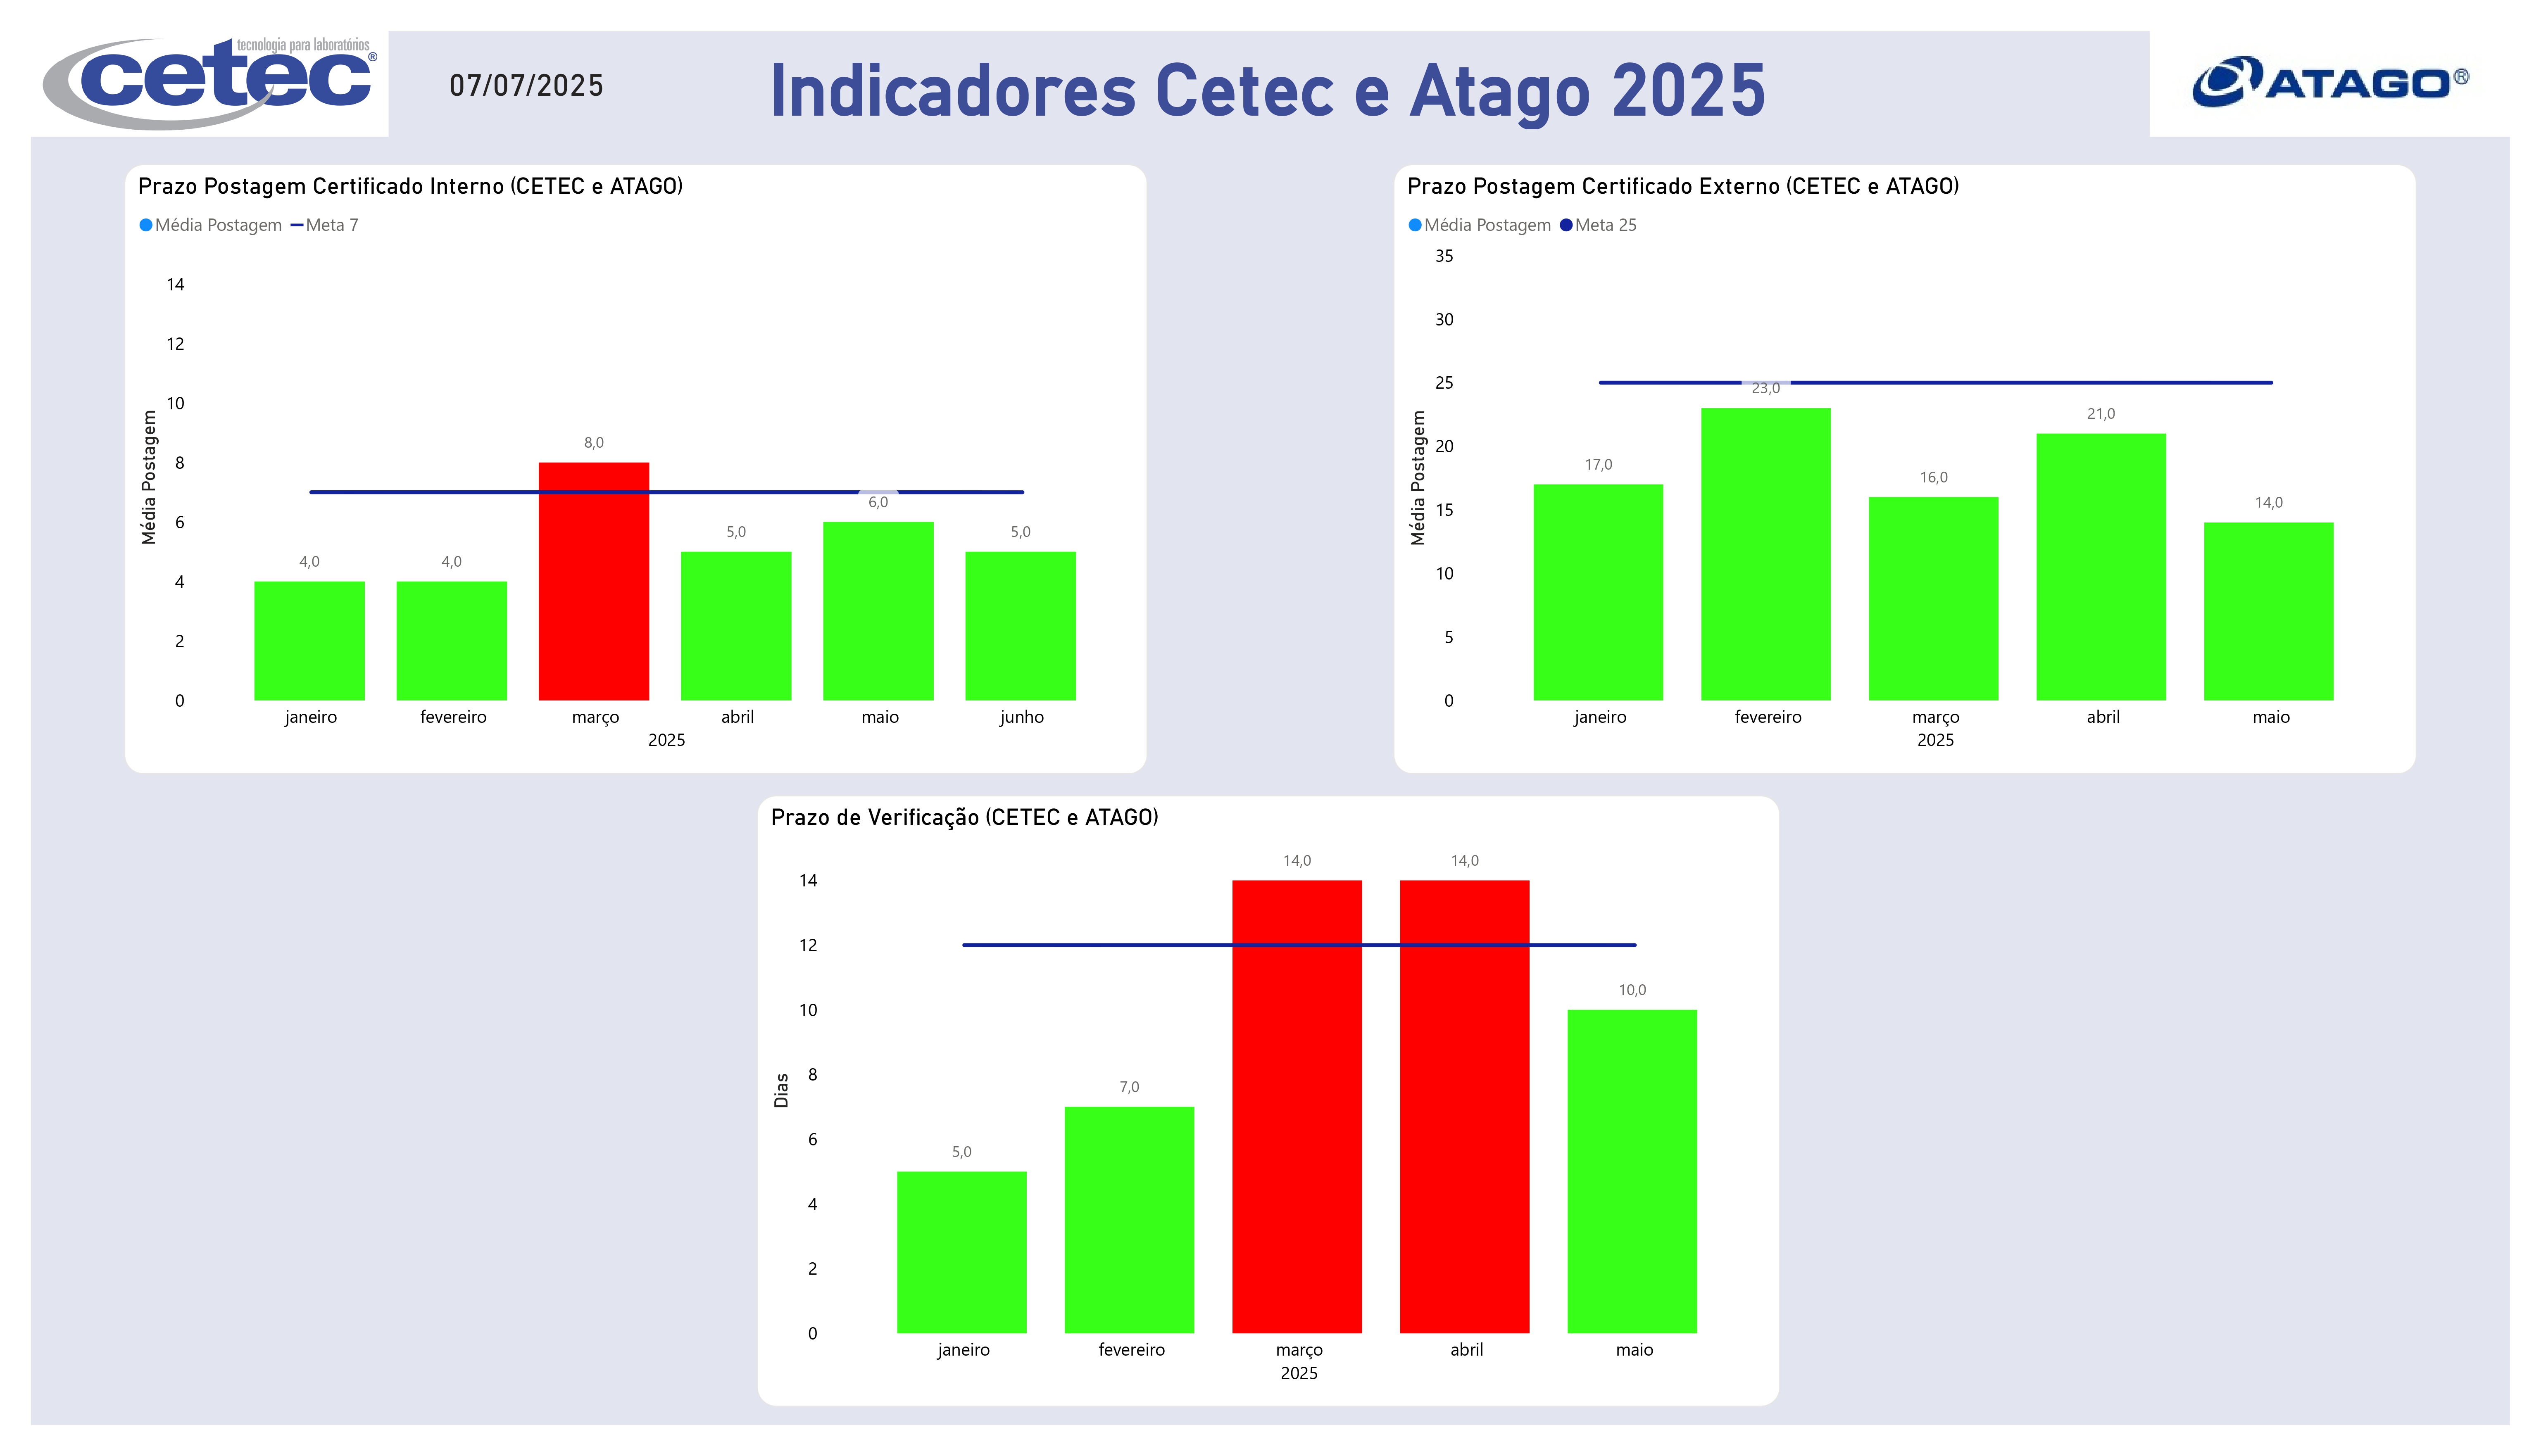 tecnologia para laboratórios
cetec®
07/07/2025
Indicadores Cetec e Atago 2025
ATAGO®
Prazo Postagem Certificado Interno (CETEC e ATAGO)
Média Postagem Meta 7
14
12
10
8
6
4
2
0
Média Postagem
4,0
4,0
8,0
5,0
6,0
5,0
janeiro fevereiro março abril maio junho
2025
Prazo Postagem Certificado Externo (CETEC e ATAGO)
Média Postagem Meta 25
35
30
25
20
15
10
5
0
Média Postagem
17,0
23,0
16,0
21,0
14,0
janeiro fevereiro março abril maio
2025
Prazo de Verificação (CETEC e ATAGO)
14
12
10
8
6
4
2
0
Dias
5,0
7,0
14,0
14,0
10,0
janeiro fevereiro março abril maio
2025